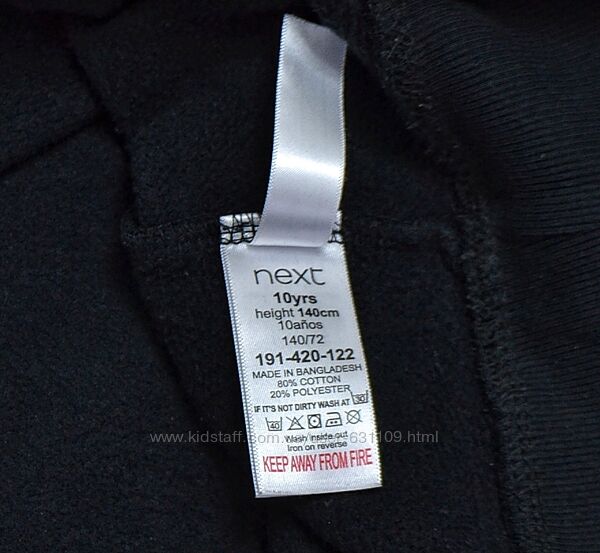 next
10yrs
height 140cm
10años
140/72
191-420-122
MADE IN BANGLADESH
80% COTTON
20% POLYESTER
IF IT'S NOT DIRTY WASH AT 30
40
Wash inside out
Iron on reverse
KEEP AWAY FROM FIRE